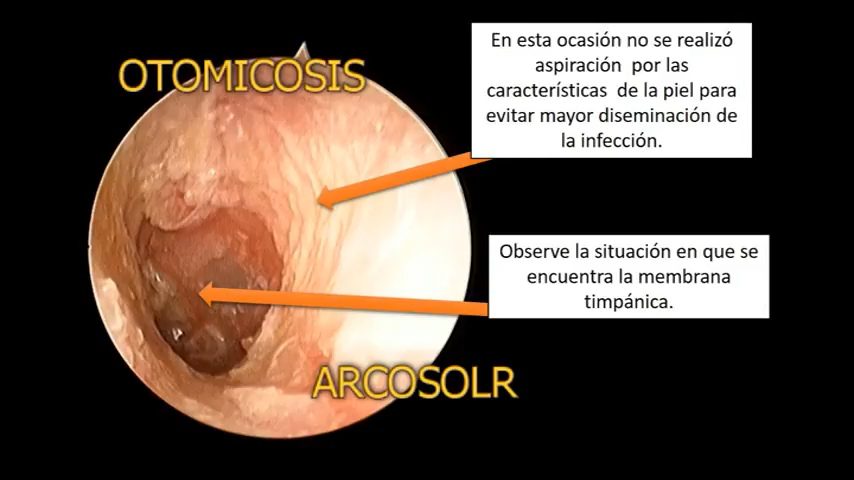 OTOMICOSIS
En esta ocasión no se realizó
aspiración por las
características de la piel para
evitar mayor diseminación de
la infección.
Observe la situación en que se
encuentra la membrana
timpánica.
ARCOSOLR